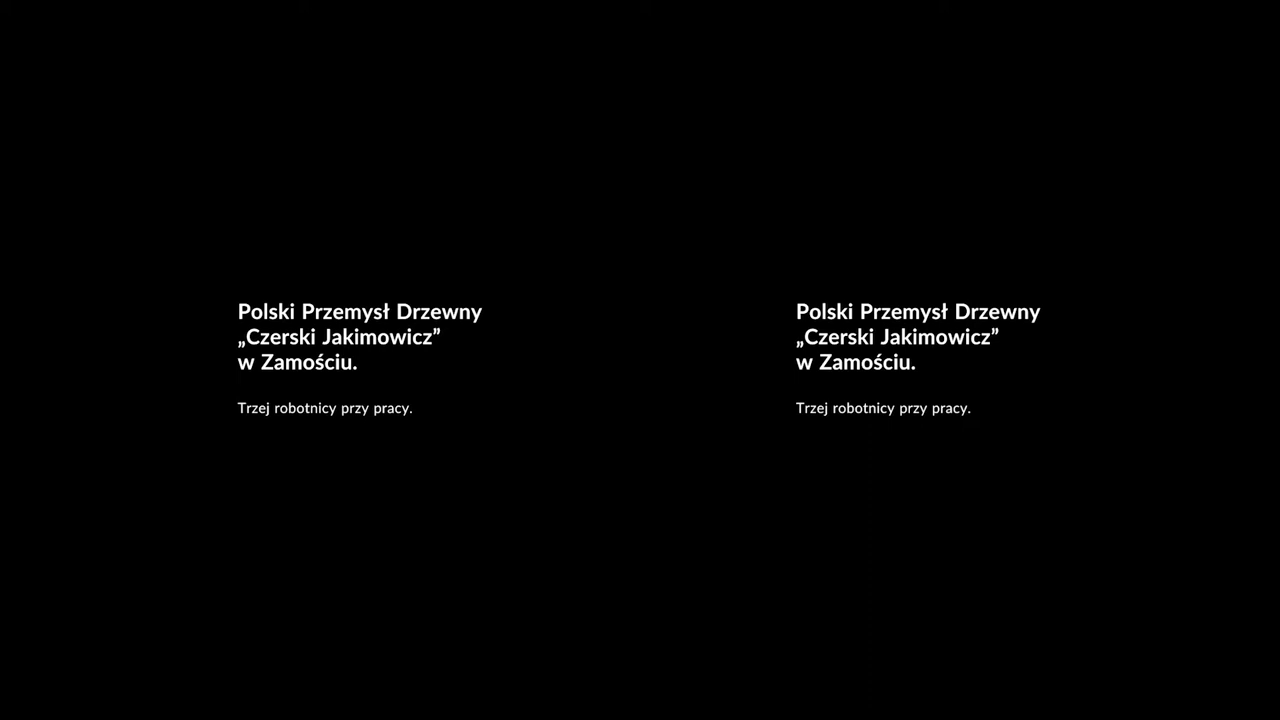 Polski Przemysł Drzewny
„Czerski Jakimowicz”
w Zamościu.
Trzej robotnicy przy pracy.
Polski Przemysł Drzewny
„Czerski Jakimowicz”
w Zamościu.
Trzej robotnicy przy pracy.